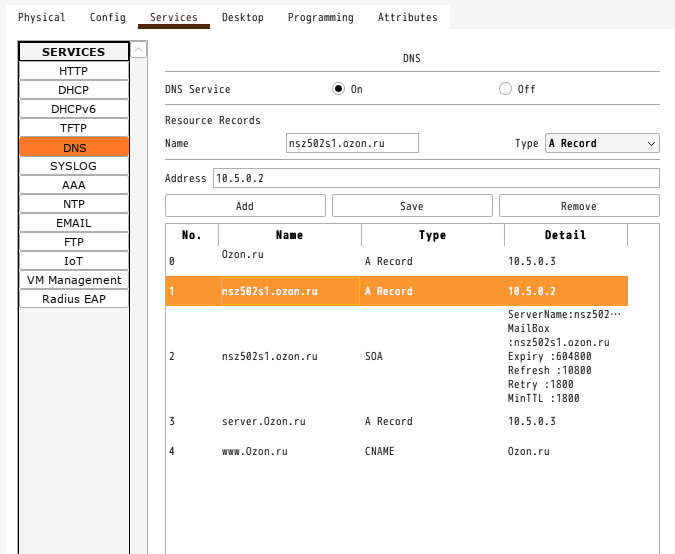 Physical Config Services Desktop Programming Attributes
SERVICES
HTTP
DHCP
DHCPv6
TFTP
DNS
SYSLOG
AAA
NTP
EMAIL
FTP
IoT
VM Management
Radius EAP
DNS
DNS Service On Off
Resource Records
Name nsz502s1.ozon.ru Type A Record
Address 10.5.0.2
Add Save Remove
No. Name Type Detail
0 Ozon.ru A Record 10.5.0.3
1 nsz502s1.ozon.ru A Record 10.5.0.2
2 nsz502s1.ozon.ru SOA ServerName:nsz502...
MailBox
:nsz502s1.ozon.ru
Expiry :604800
Refresh :10800
Retry :1800
MinTTL :1800
3 server.Ozon.ru A Record 10.5.0.3
4 www.Ozon.ru CNAME Ozon.ru